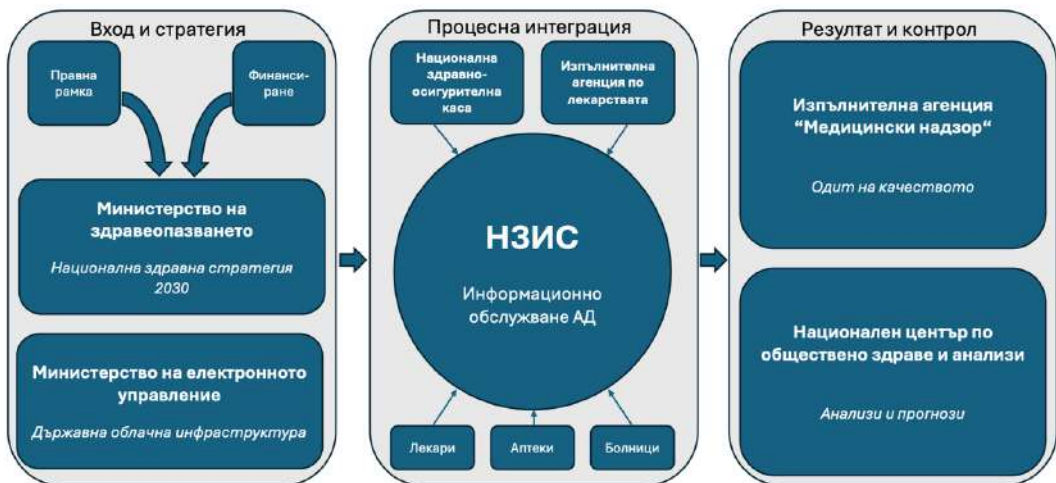 Вход и стратегия
Правна
рамка
Финанси-
ране
Министерство на
здравеопазването
Национална здравна стратегия
2030
Министерство на електронното
управление
Държавна облачна инфраструктура
Процесна интеграция
Национална
здравно-
осигурителна
каса
Изпълнителна
агенция по
лекарствата
НЗИС
Информационно
обслужване АД
Лекари
Аптеки
Болници
Резултат и контрол
Изпълнителна агенция
“Медицински надзор“
Одит на качеството
Национален център по
обществено здраве и анализи
Анализи и прогнози